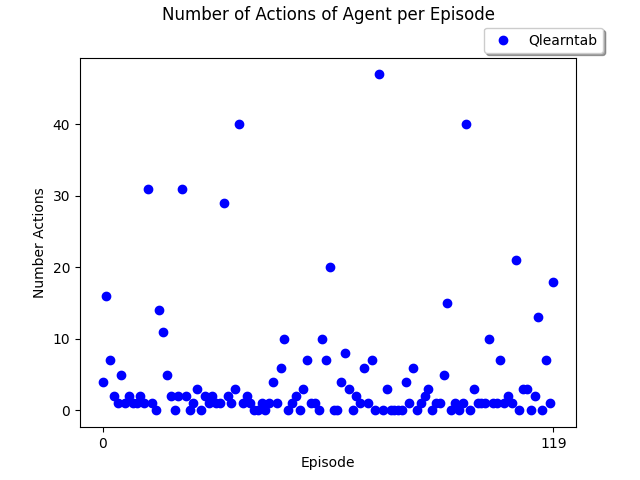 Number of Actions of Agent per Episode
Qlearntab
40
30
20
10
0
Number Actions
0
119
Episode